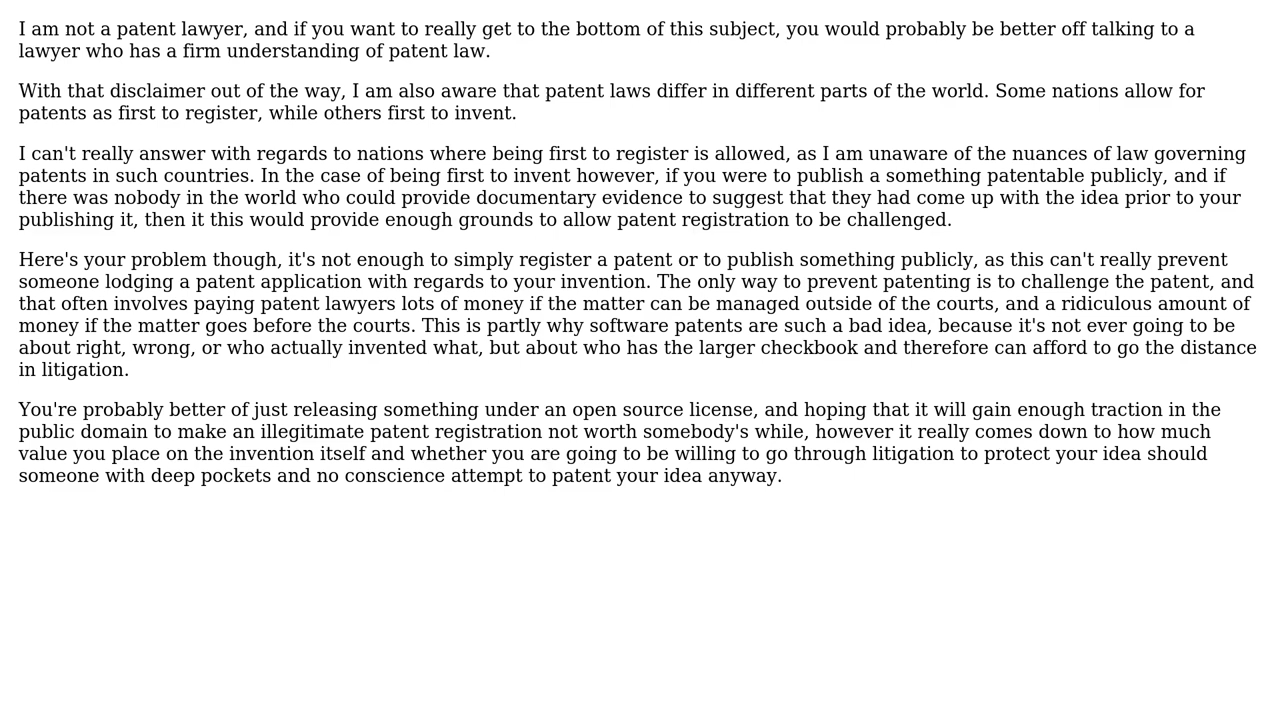 I am not a patent lawyer, and if you want to really get to the bottom of this subject, you would probably be better off talking to a
lawyer who has a firm understanding of patent law.
With that disclaimer out of the way, I am also aware that patent laws differ in different parts of the world. Some nations allow for
patents as first to register, while others first to invent.
I can't really answer with regards to nations where being first to register is allowed, as I am unaware of the nuances of law governing
patents in such countries. In the case of being first to invent however, if you were to publish a something patentable publicly, and if
there was nobody in the world who could provide documentary evidence to suggest that they had come up with the idea prior to your
publishing it, then it this would provide enough grounds to allow patent registration to be challenged.
Here's your problem though, it's not enough to simply register a patent or to publish something publicly, as this can't really prevent
someone lodging a patent application with regards to your invention. The only way to prevent patenting is to challenge the patent, and
that often involves paying patent lawyers lots of money if the matter can be managed outside of the courts, and a ridiculous amount of
money if the matter goes before the courts. This is partly why software patents are such a bad idea, because it's not ever going to be
about right, wrong, or who actually invented what, but about who has the larger checkbook and therefore can afford to go the distance
in litigation.
You're probably better of just releasing something under an open source license, and hoping that it will gain enough traction in the
public domain to make an illegitimate patent registration not worth somebody's while, however it really comes down to how much
value you place on the invention itself and whether you are going to be willing to go through litigation to protect your idea should
someone with deep pockets and no conscience attempt to patent your idea anyway.